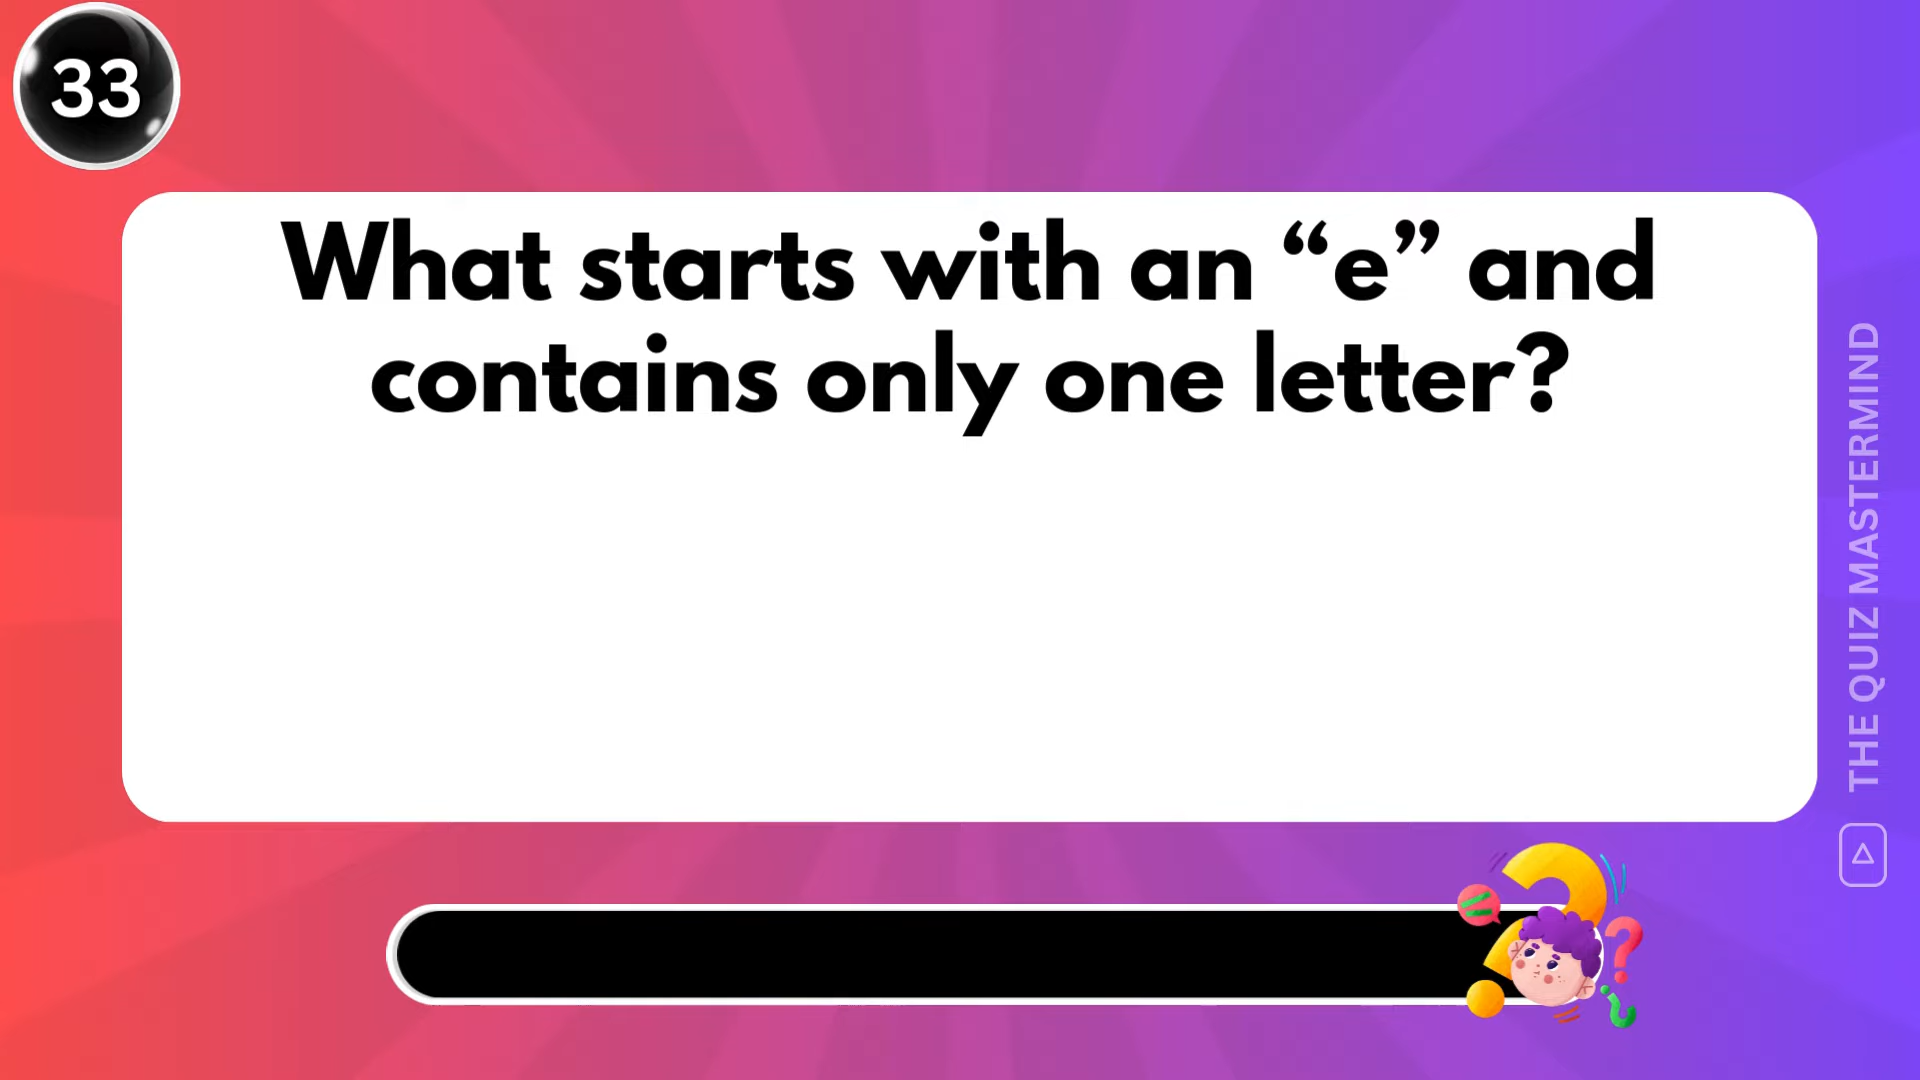 33
What starts with an “e” and
contains only one letter?
THE QUIZ MASTERMIND